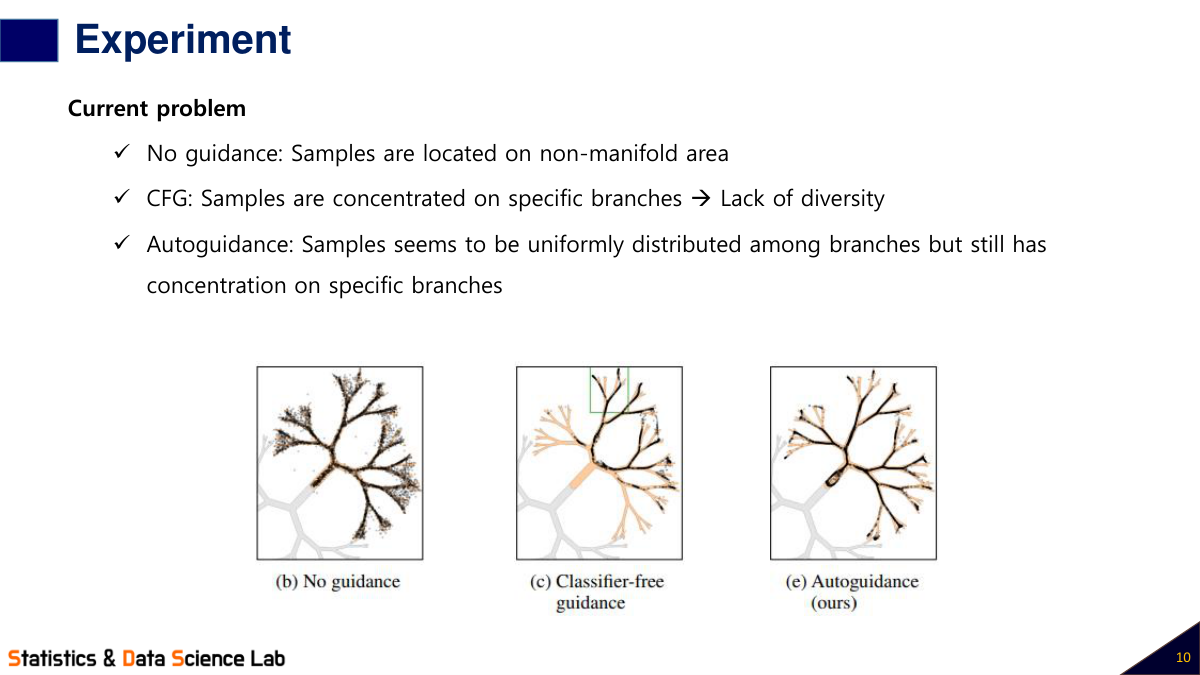 Experiment
Current problem
✓ No guidance: Samples are located on non-manifold area
✓ CFG: Samples are concentrated on specific branches → Lack of diversity
✓ Autoguidance: Samples seems to be uniformly distributed among branches but still has
concentration on specific branches
(b) No guidance
(c) Classifier-free
guidance
(e) Autoguidance
(ours)
Statistics & Data Science Lab
10